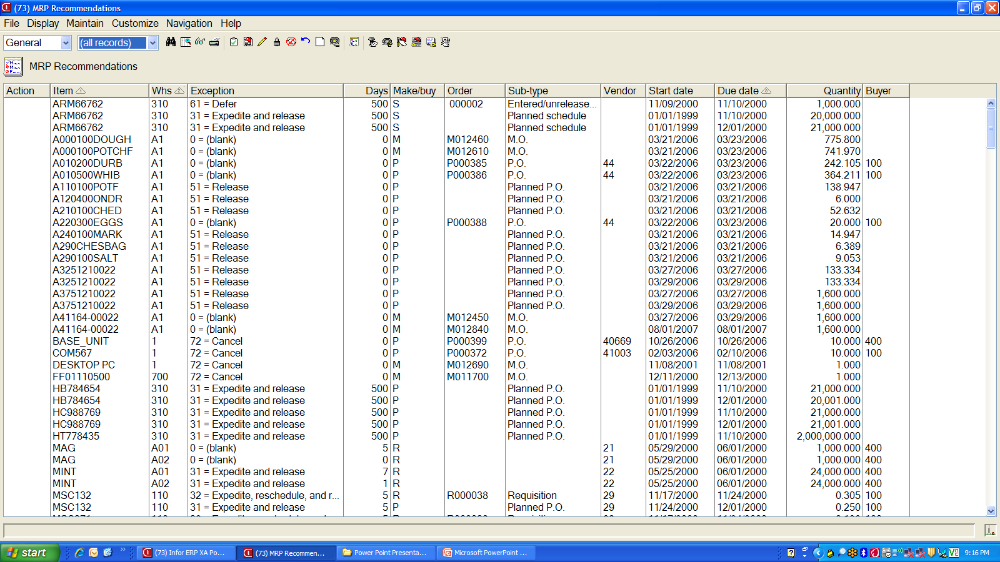 (73) MRP Recommendations
File Display Maintain Customize Navigation Help
General (all records)
MRP Recommendations
Action Item Whs Exception Days Make/buy Order Sub-type Vendor Start date Due date Quantity Buyer
ARM66762 310 61 = Defer 500 S 000002 Entered/unrelease... 11/09/2000 11/10/2000 1,000.000
ARM66762 310 31 = Expedite and release 500 S Planned schedule 01/01/1999 11/10/2000 20,000.000
ARM66762 310 31 = Expedite and release 500 S Planned schedule 01/01/1999 12/01/2000 21,000.000
A000100DOUGH A1 0 = (blank) 0 M M012460 M.O. 03/21/2006 03/23/2006 775.800
A000100POTCHF A1 0 = (blank) 0 M M012610 M.O. 03/21/2006 03/23/2006 741.970
A010200DURB A1 0 = (blank) 0 P P000385 P.O. 44 03/22/2006 03/23/2006 242.105 100
A010500WHIB A1 0 = (blank) 0 P P000386 P.O. 44 03/22/2006 03/23/2006 364.211 100
A110100POTF A1 51 = Release 0 P Planned P.O. 03/21/2006 03/21/2006 138.947
A120400ONDR A1 51 = Release 0 P Planned P.O. 03/21/2006 03/21/2006 6.000
A210100CHED A1 51 = Release 0 P Planned P.O. 03/21/2006 03/21/2006 52.632
A220300EGGS A1 0 = (blank) 0 P P000388 P.O. 44 03/22/2006 03/23/2006 20.000 100
A240100MARK A1 51 = Release 0 P Planned P.O. 03/21/2006 03/21/2006 14.947
A290CHESBAG A1 51 = Release 0 P Planned P.O. 03/21/2006 03/21/2006 6.389
A290100SALT A1 51 = Release 0 P Planned P.O. 03/21/2006 03/21/2006 9.053
A3251210022 A1 51 = Release 0 P Planned P.O. 03/27/2006 03/27/2006 133.334
A3251210022 A1 51 = Release 0 P Planned P.O. 03/29/2006 03/29/2006 133.334
A3751210022 A1 51 = Release 0 P Planned P.O. 03/27/2006 03/27/2006 1,600.000
A3751210022 A1 51 = Release 0 P Planned P.O. 03/29/2006 03/29/2006 1,600.000
A41164-00022 A1 0 = (blank) 0 M M012450 M.O. 03/27/2006 03/29/2006 1,600.000
A41164-00022 A1 0 = (blank) 0 M M012840 M.O. 08/01/2007 08/01/2007 1,600.000
BASE_UNIT 1 72 = Cancel 0 P P000399 P.O. 40669 10/26/2006 10/26/2006 10.000 400
COM567 1 72 = Cancel 0 P P000372 P.O. 41003 02/03/2006 02/10/2006 10.000 100
DESKTOP PC 1 72 = Cancel 0 M M012690 M.O. 11/08/2001 11/08/2001 1.000
FF01110500 700 72 = Cancel 0 M M011700 M.O. 12/11/2000 12/13/2000 1.000
HB784654 310 31 = Expedite and release 500 P Planned P.O. 01/01/1999 11/10/2000 21,000.000
HB784654 310 31 = Expedite and release 500 P Planned P.O. 01/01/1999 12/01/2000 20,001.000
HC988769 310 31 = Expedite and release 500 P Planned P.O. 01/01/1999 11/10/2000 21,000.000
HC988769 310 31 = Expedite and release 500 P Planned P.O. 01/01/1999 12/01/2000 21,001.000
HT778435 310 31 = Expedite and release 500 P Planned P.O. 01/01/1999 11/10/2000 2,000,000.000
MAG A01 0 = (blank) 5 R 21 05/29/2000 06/01/2000 1,000.000 400
MAG A02 0 = (blank) 0 R 21 05/29/2000 06/01/2000 1,000.000 400
MINT A01 31 = Expedite and release 7 R 22 05/25/2000 06/01/2000 24,000.000 400
MINT A02 31 = Expedite and release 1 R 22 05/25/2000 06/01/2000 24,000.000 400
MSC132 110 32 = Expedite, reschedule, and r... 5 R R000038 Requisition 29 11/17/2000 11/24/2000 0.305 100
MSC132 110 31 = Expedite and release 5 P Planned P.O. 29 11/24/2000 12/01/2000 0.250 100
start (73) Infor ERP XA Po... (73) MRP Recommen... Power Point Presenta... Microsoft PowerPoint ... 9:16 PM